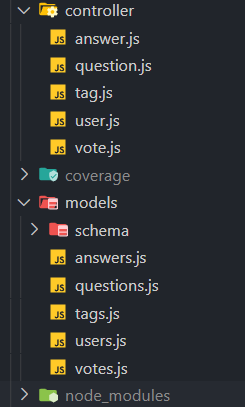 controller
JS answer.js
JS question.js
JS tag.js
JS user.js
JS vote.js
coverage
models
schema
JS answers.js
JS questions.js
JS tags.js
JS users.js
JS votes.js
node_modules